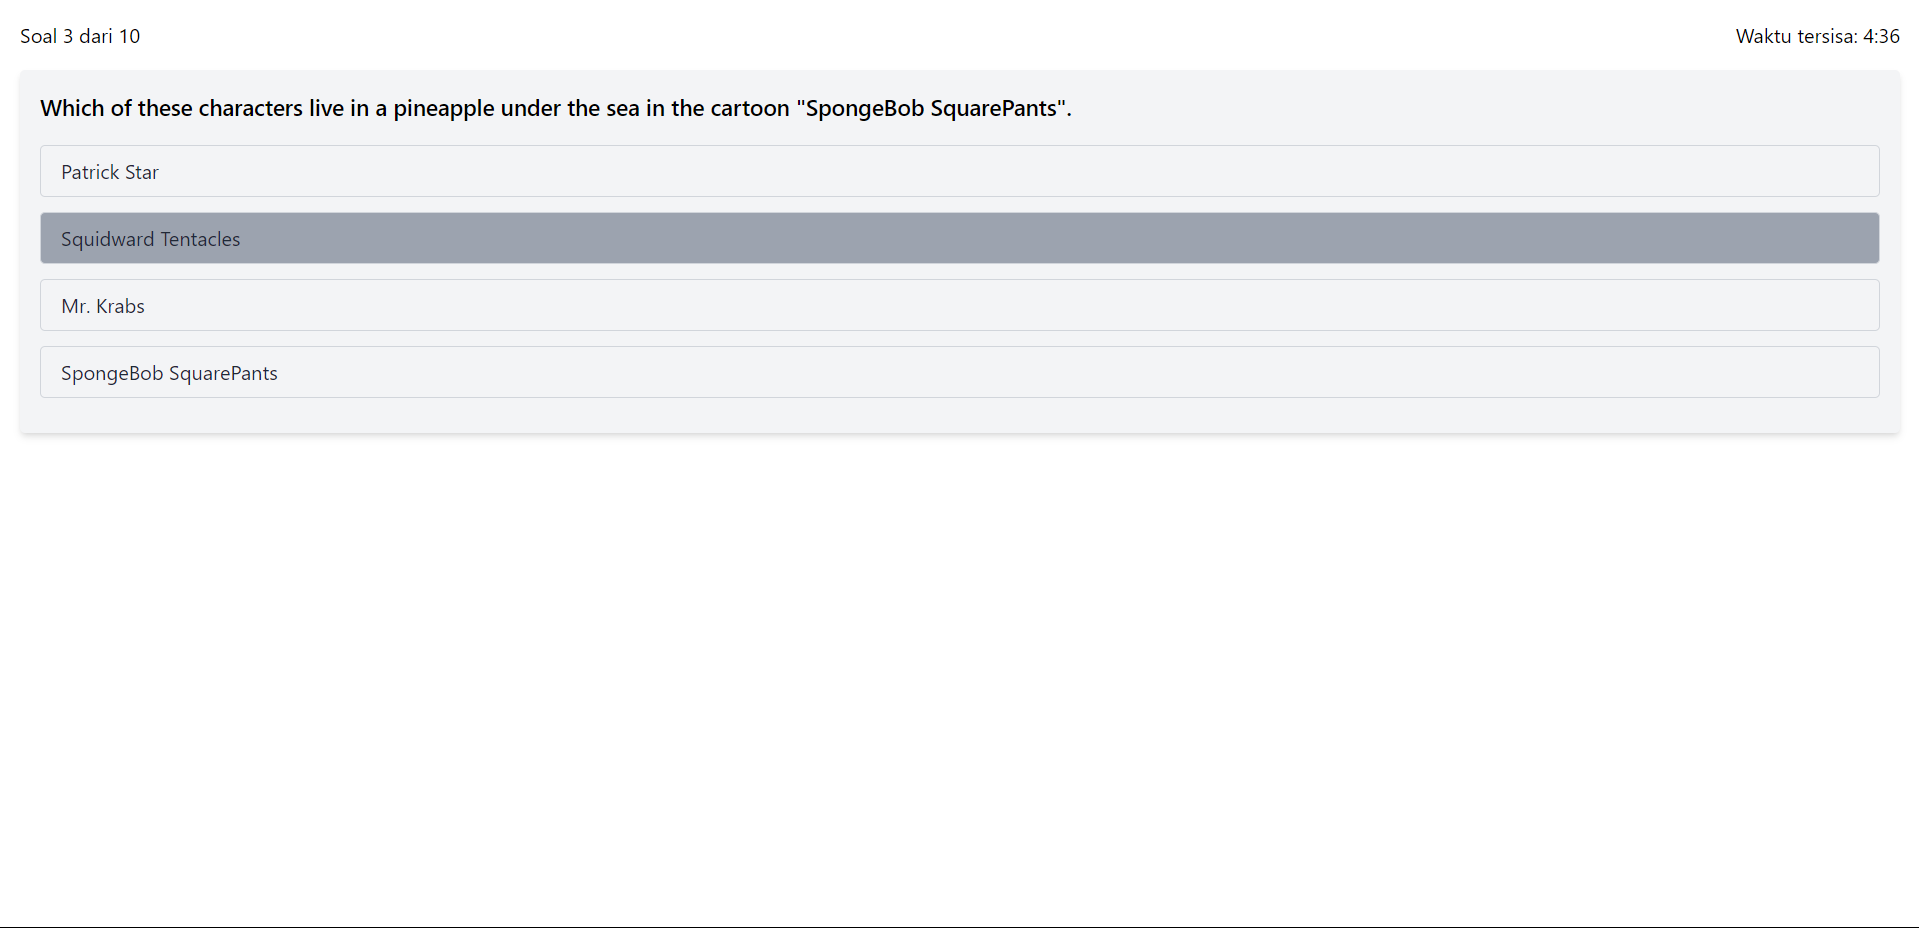 Soal 3 dari 10
Waktu tersisa: 4:36
Which of these characters live in a pineapple under the sea in the cartoon "SpongeBob SquarePants".
Patrick Star
Squidward Tentacles
Mr. Krabs
SpongeBob SquarePants